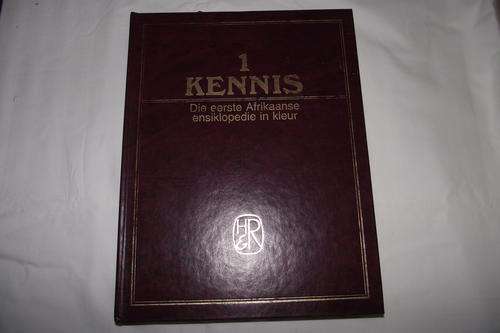 1
KENNIS
Die eerste Afrikaanse
ensiklopedie in kleur
H&R